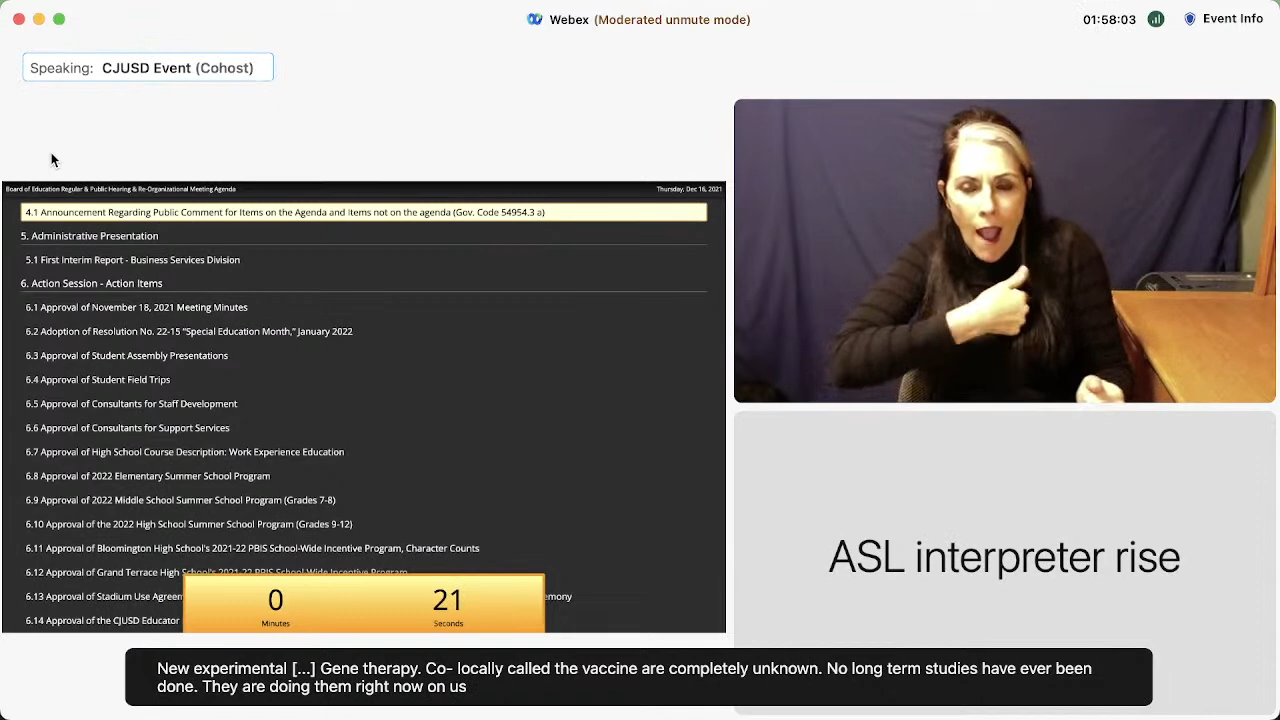 Webex (Moderated unmute mode)
01:58:03
Event Info
Speaking: CJUSD Event (Cohost)
Board of Education Regular & Public Hearing & Re-Organizational Meeting Agenda
Thursday, Dec 16, 2021
4.1 Announcement Regarding Public Comment for Items on the Agenda and Items not on the agenda (Gov. Code 54954.3 a)
5. Administrative Presentation
5.1 First Interim Report - Business Services Division
6. Action Session - Action Items
6.1 Approval of November 18, 2021 Meeting Minutes
6.2 Adoption of Resolution No. 22-15 "Special Education Month," January 2022
6.3 Approval of Student Assembly Presentations
6.4 Approval of Student Field Trips
6.5 Approval of Consultants for Staff Development
6.6 Approval of Consultants for Support Services
6.7 Approval of High School Course Description: Work Experience Education
6.8 Approval of 2022 Elementary Summer School Program
6.9 Approval of 2022 Middle School Summer School Program (Grades 7-8)
6.10 Approval of the 2022 High School Summer School Program (Grades 9-12)
6.11 Approval of Bloomington High School's 2021-22 PBIS School-Wide Incentive Program, Character Counts
6.12 Approval of Grand Terrace High School's 2021-22 PBIS School-Wide Incentive Program
6.13 Approval of Stadium Use
6.14 Approval of the CJUSD Educator
0 21
Minutes Seconds
ASL interpreter rise
New experimental [...] Gene therapy. Co- locally called the vaccine are completely unknown. No long term studies have ever been
done. They are doing them right now on us